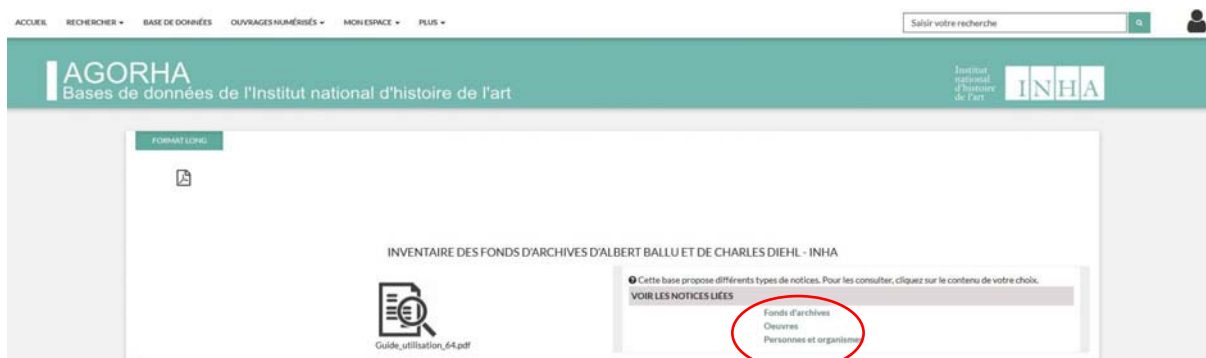 ACCUEIL RECHERCHER BASE DE DONNÉES OUVRAGES NUMÉRISÉS MON ESPACE PLUS Saisir votre recherche
AGORHA
Bases de données de l'Institut national d'histoire de l'art
Institut
national
d'histoire
de l'art
INHA
FORMAT LONG
INVENTAIRE DES FONDS D'ARCHIVES D'ALBERT BALLU ET DE CHARLES DIEHL - INHA
Cette base propose différents types de notices. Pour les consulter, cliquez sur le contenu de votre choix.
VOIR LES NOTICES LIÉES
Fonds d'archives
Oeuvres
Personnes et organismes
Guide_utilisation_64.pdf